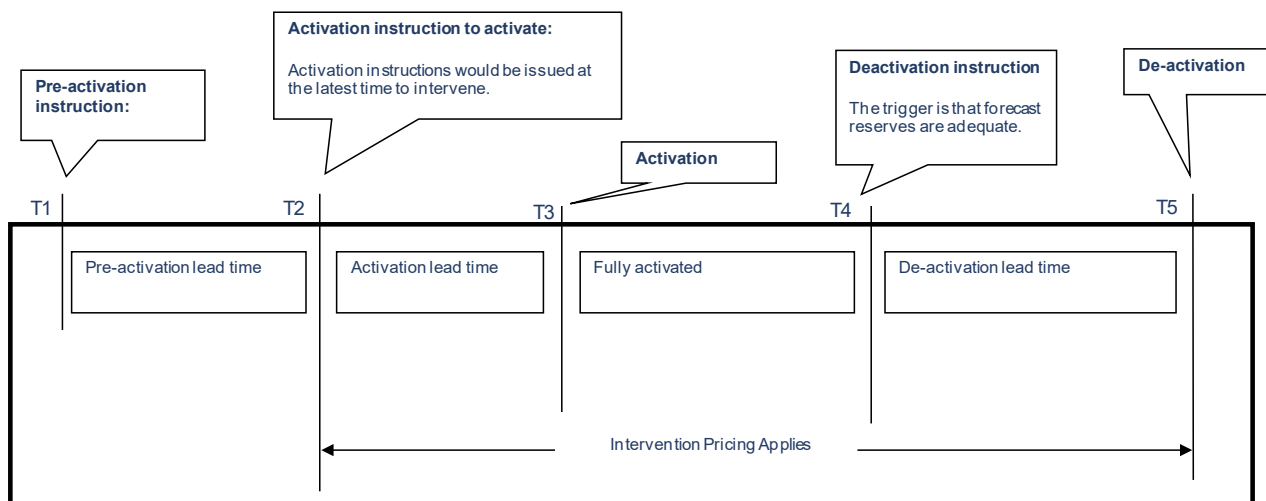 Activation instruction to activate:
Activation instructions would be issued at
the latest time to intervene.
Pre-activation
instruction:
Deactivation instruction
The trigger is that forecast
reserves are adequate.
De-activation
Activation
T1
T2
T3
T4
T5
Pre-activation lead time
Activation lead time
Fully activated
De-activation lead time
Intervention Pricing Applies